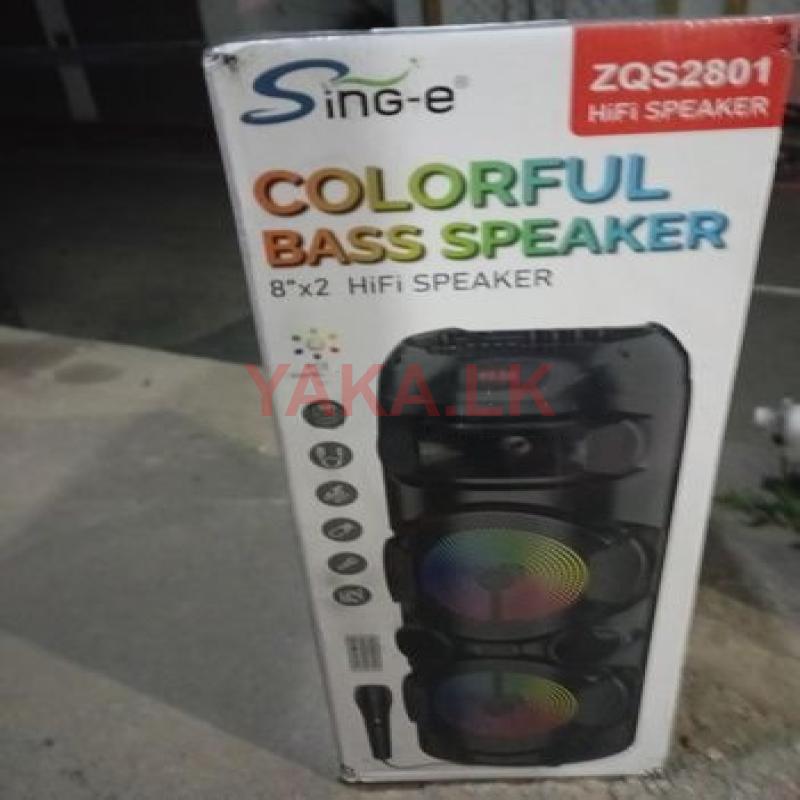 Sing-e®
ZQS2801
HiFi SPEAKER
COLORFUL
BASS SPEAKER
8"x2 HiFi SPEAKER
YAKA.LK